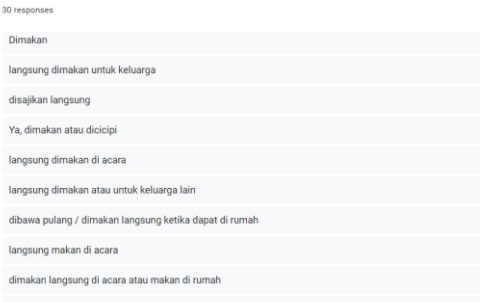 30 responses
Dimakan
langsung dimakan untuk keluarga
disajikan langsung
Ya, dimakan atau dicicipi
langsung dimakan di acara
langsung dimakan atau untuk keluarga lain
dibawa pulang / dimakan langsung ketika dapat di rumah
langsung makan di acara
dimakan langsung di acara atau makan di rumah